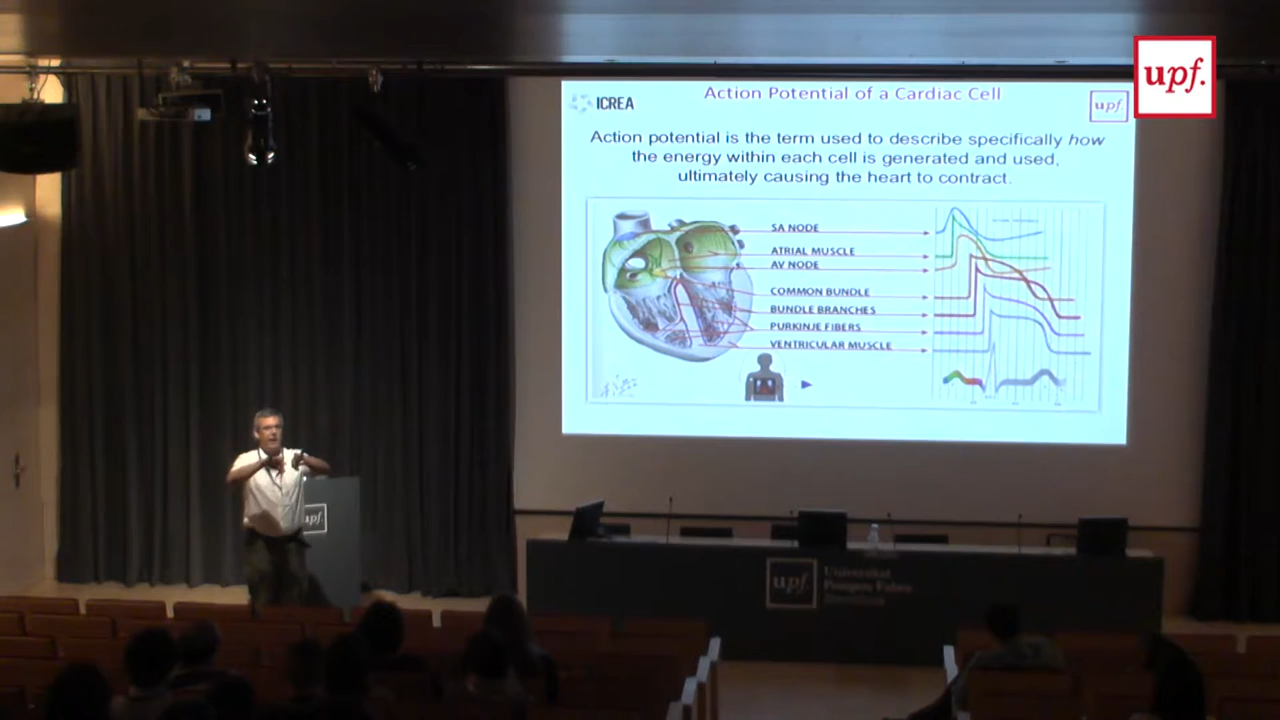 upf.
ICREA
Action Potential of a Cardiac Cell
upf.
Action potential is the term used to describe specifically how
the energy within each cell is generated and used,
ultimately causing the heart to contract.
SA NODE
ATRIAL MUSCLE
AV NODE
COMMON BUNDLE
BUNDLE BRANCHES
PURKINJE FIBERS
VENTRICULAR MUSCLE
upf.
upf.
Universitat
Pompeu Fabra
Barcelona